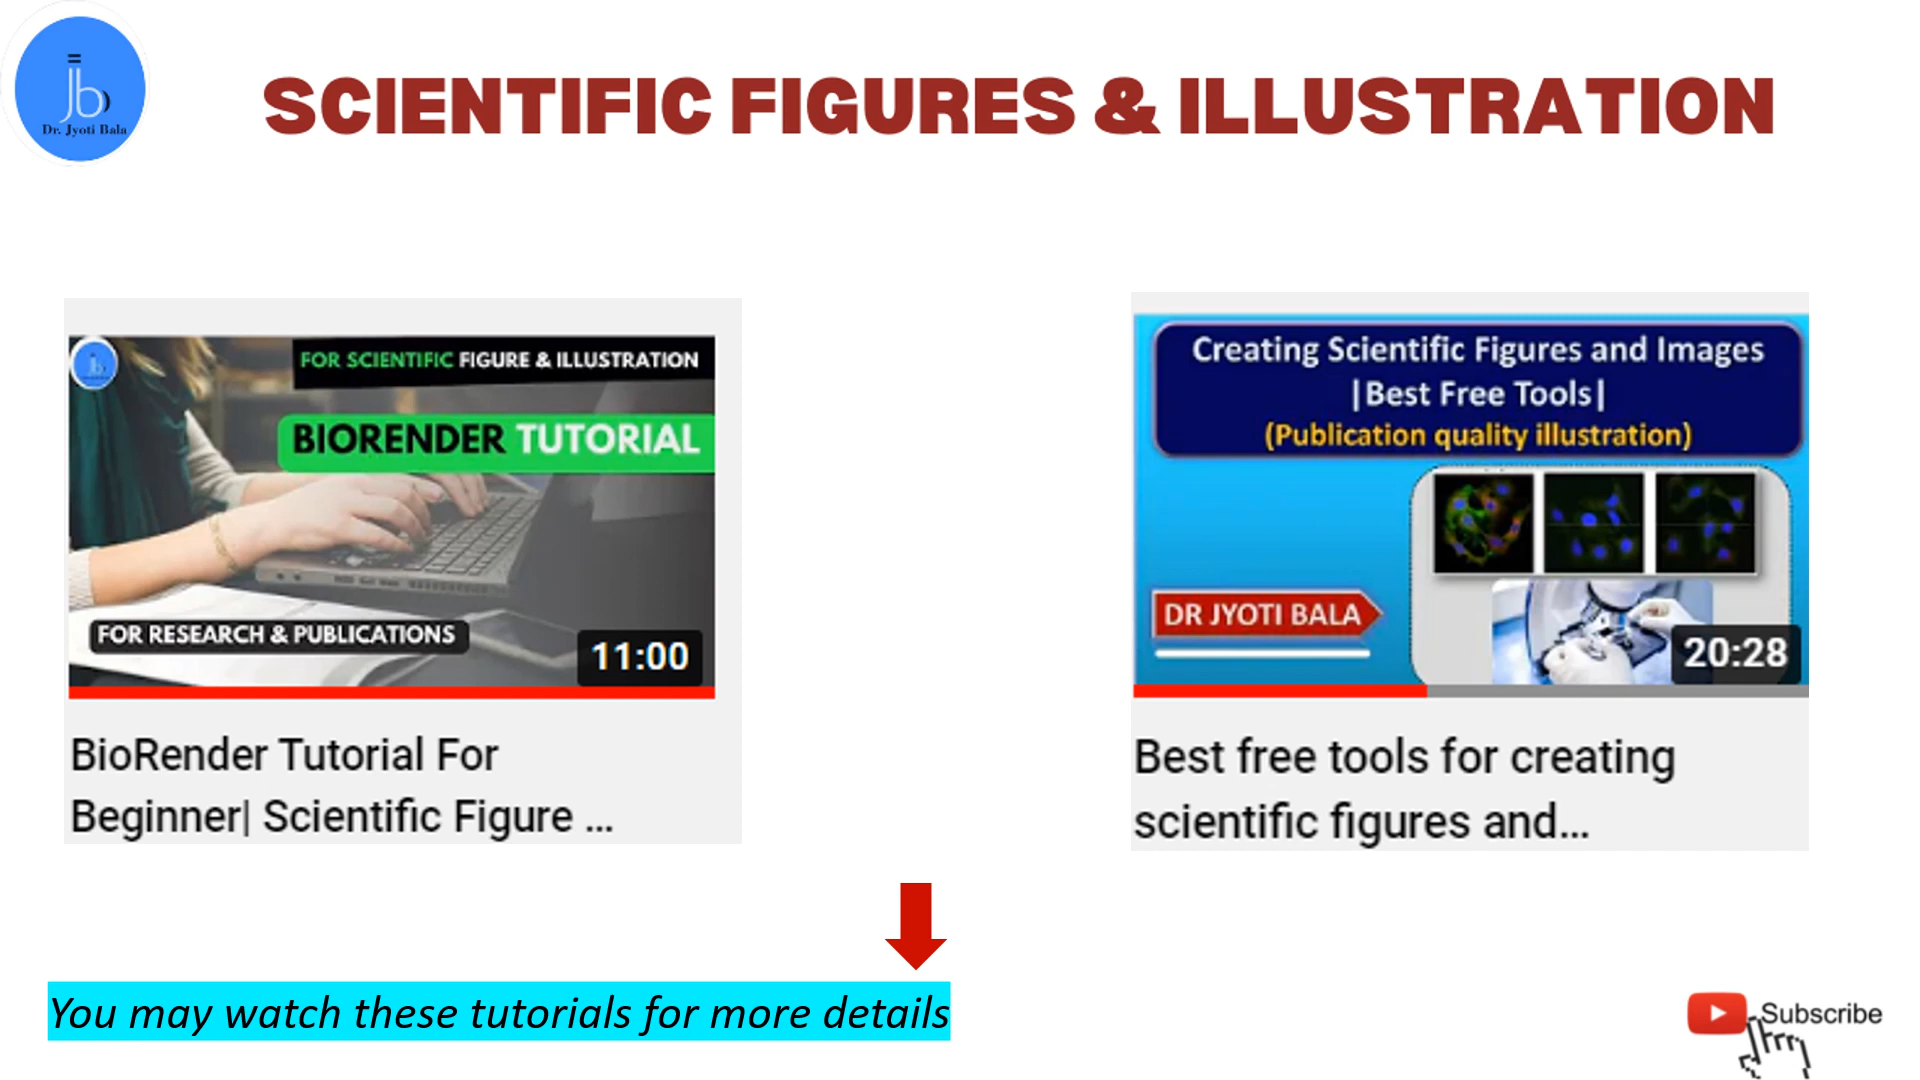 jb
Dr. Jyoti Bala
SCIENTIFIC FIGURES & ILLUSTRATION
FOR SCIENTIFIC FIGURE & ILLUSTRATION
BIORENDER TUTORIAL
FOR RESEARCH & PUBLICATIONS
11:00
BioRender Tutorial For
Beginner| Scientific Figure ...
Creating Scientific Figures and Images
|Best Free Tools|
(Publication quality illustration)
DR JYOTI BALA
20:28
Best free tools for creating
scientific figures and...
You may watch these tutorials for more details
Subscribe